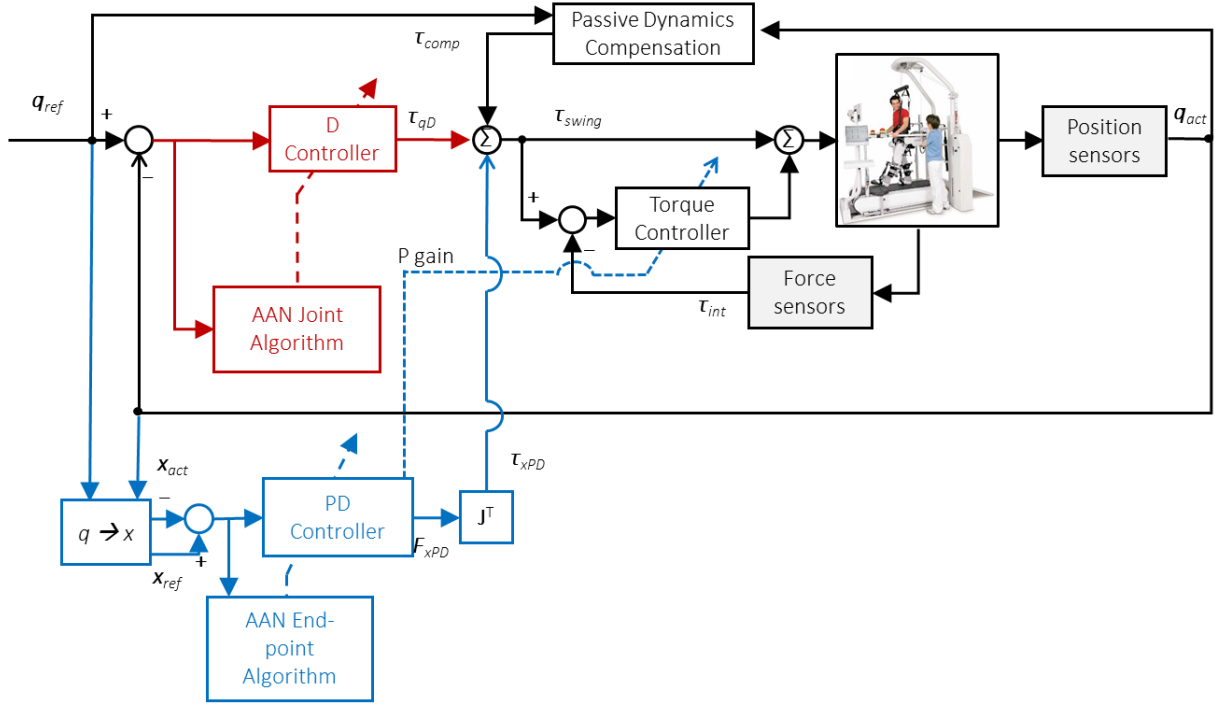 Passive Dynamics
Compensation
τcomp
qref
+
−
D
Controller
τqD
Σ
τswing
Σ
Position
sensors
qact
+
−
Torque
Controller
P gain
Force
sensors
τint
AAN Joint
Algorithm
xact
q → x
−
+
xref
PD
Controller
FxPD
Jᵀ
τxPD
AAN End-
point
Algorithm